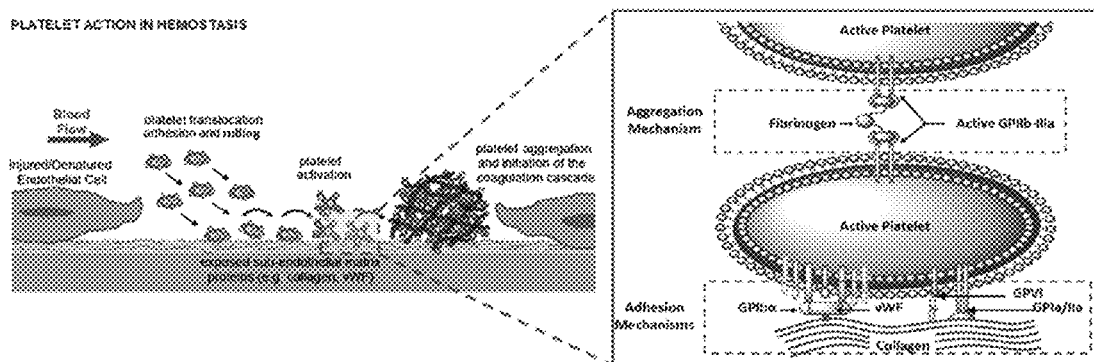 PLATELET ACTION IN HEMOSTASIS
Blood
Flow
platelet translocation
adhesion and rolling
Injured/Denatured
Endothelial Cell
platelet
activation
platelet aggregation
and initiation of the
coagulation cascade
exposed sub-endothelial matrix
proteins (e.g. collagen, vWF)
Active Platelet
Aggregation
Mechanism
Fibrinogen
Active GPIIb-IIIa
Active Platelet
Adhesion
Mechanisms
vWF
GPVI
GPIa/IIa
Collagen